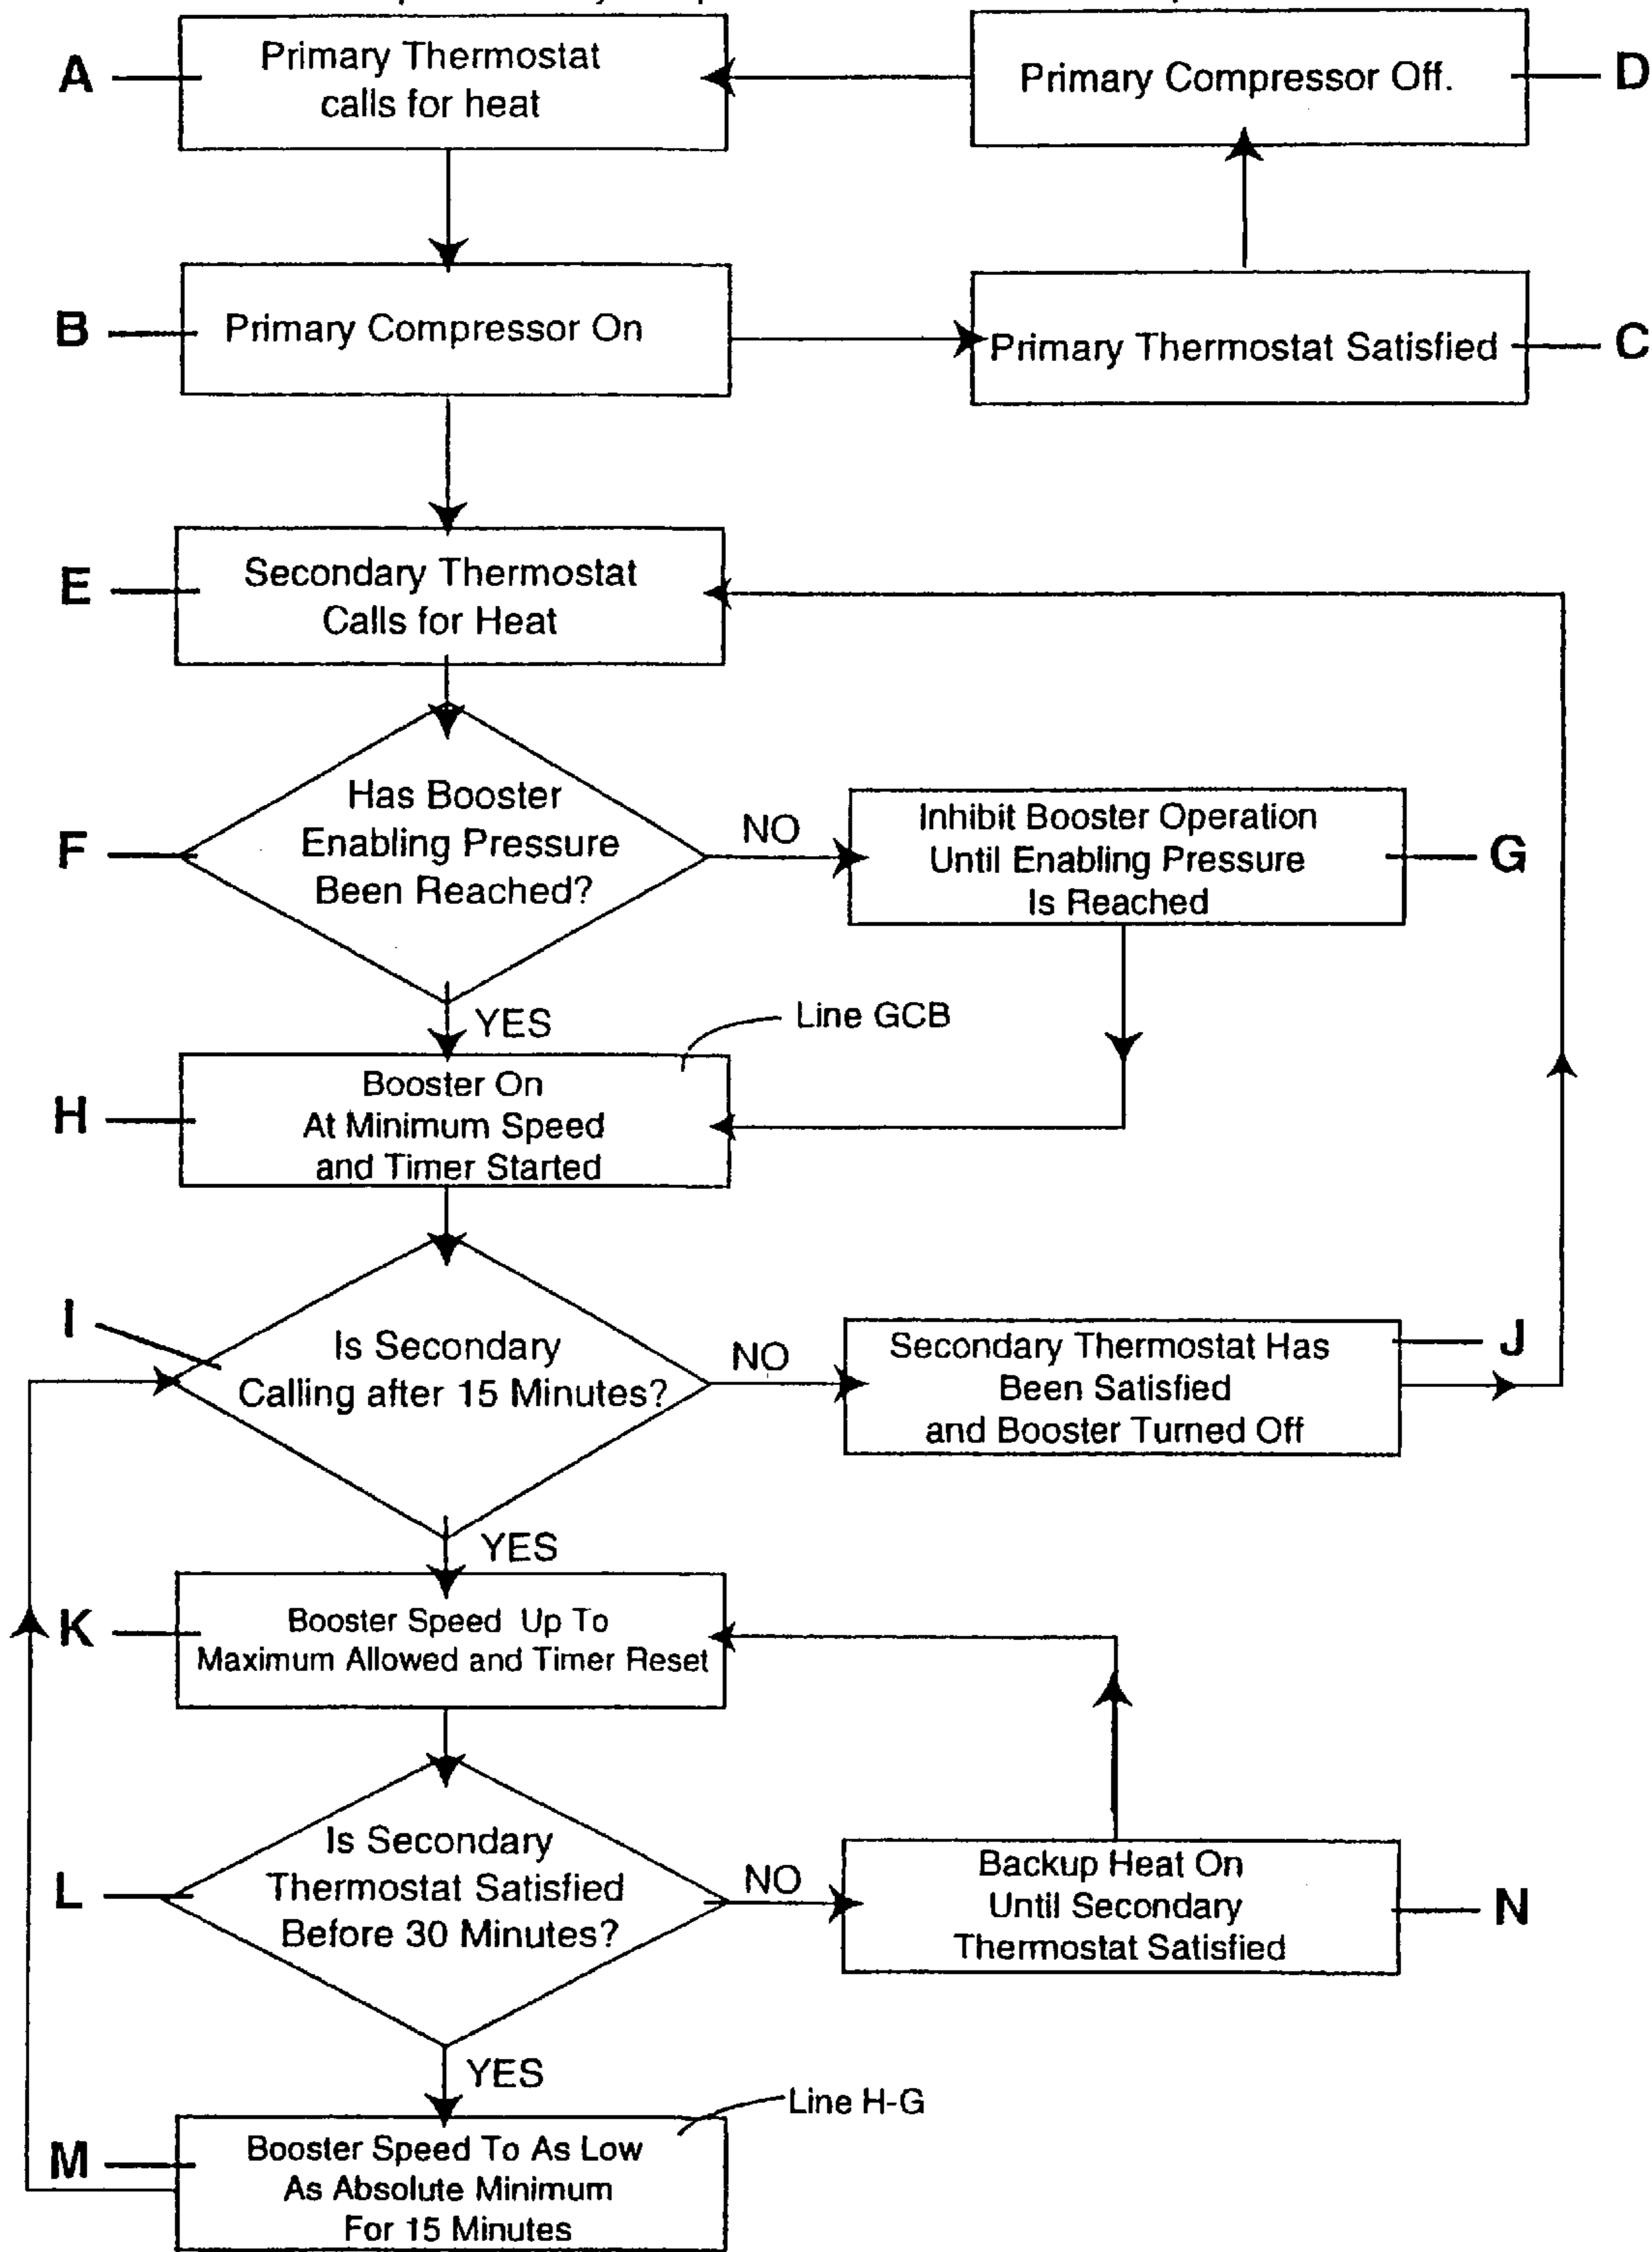 A
Primary Thermostat
calls for heat
Primary Compressor Off.
D
B
Primary Compressor On
Primary Thermostat Satisfied
C
E
Secondary Thermostat
Calls for Heat
F
Has Booster
Enabling Pressure
Been Reached?
NO
Inhibit Booster Operation
Until Enabling Pressure
Is Reached
G
YES
Line GCB
H
Booster On
At Minimum Speed
and Timer Started
I
Is Secondary
Calling after 15 Minutes?
NO
Secondary Thermostat Has
Been Satisfied
and Booster Turned Off
J
YES
K
Booster Speed Up To
Maximum Allowed and Timer Reset
L
Is Secondary
Thermostat Satisfied
Before 30 Minutes?
NO
Backup Heat On
Until Secondary
Thermostat Satisfied
N
YES
Line H-G
M
Booster Speed To As Low
As Absolute Minimum
For 15 Minutes